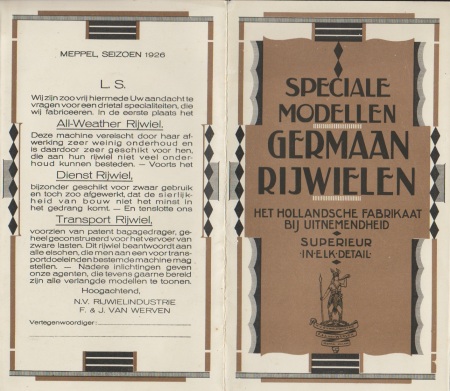 MEPPEL, SEIZOEN 1926
L. S.
Wij zijn zoo vrij hiermede Uw aandacht te
vragen voor een drietal specialiteiten, die
wij fabriceeren. In de eerste plaats het
All-Weather Rijwiel.
Deze machine vereischt door haar af-
werking zeer weinig onderhoud en
is daardoor zeer geschikt voor hen,
die aan hun rijwiel niet veel onder-
houd kunnen besteden. — Voorts het
Dienst Rijwiel,
bijzonder geschikt voor zwaar gebruik
en toch zoo afgewerkt, dat de sierlijk-
heid van bouw niet het minst in
het gedrang komt. — En tenslotte ons
Transport Rijwiel,
voorzien van patent bagagedrager, ge-
heel geconstrueerd voor het vervoer van
zware lasten. Dit rijwiel beantwoordt aan
alle eischen, die men aan een voor trans-
portdoeleinden bestemde machine mag
stellen. — Nadere inlichtingen geven
onze agenten, die tevens gaarne bereid
zijn alle verlangde modellen te toonen.
Hoogachtend,
N.V. RIJWIELINDUSTRIE
F. & J. VAN WERVEN
Vertegenwoordiger:
SPECIALE
MODELLEN
GERMAAN
RIJWIELEN
HET HOLLANDSCHE FABRIKAAT
BIJ UITNEMENDHEID
SUPERIEUR
·IN·ELK·DETAIL·